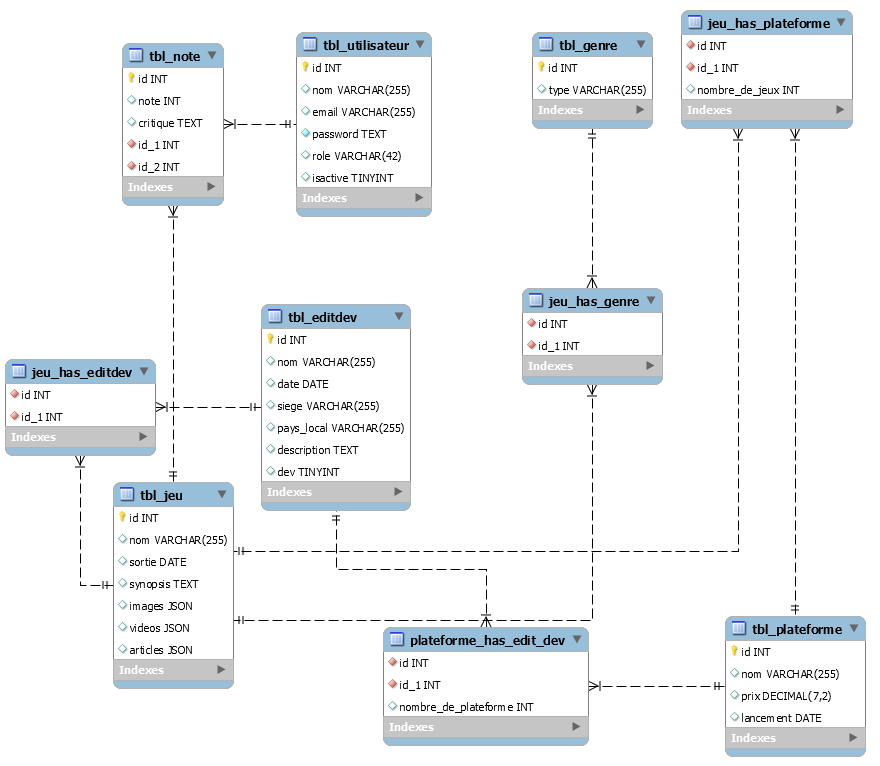 tbl_note
id INT
note INT
critique TEXT
id_1 INT
id_2 INT
Indexes
tbl_utilisateur
id INT
nom VARCHAR(255)
email VARCHAR(255)
password TEXT
role VARCHAR(42)
isactive TINYINT
Indexes
tbl_genre
id INT
type VARCHAR(255)
Indexes
jeu_has_plateforme
id INT
id_1 INT
nombre_de_jeux INT
Indexes
jeu_has_genre
id INT
id_1 INT
Indexes
tbl_editdev
id INT
nom VARCHAR(255)
date DATE
siege VARCHAR(255)
pays_local VARCHAR(255)
description TEXT
dev TINYINT
Indexes
jeu_has_editdev
id INT
id_1 INT
Indexes
tbl_jeu
id INT
nom VARCHAR(255)
sortie DATE
synopsis TEXT
images JSON
videos JSON
articles JSON
Indexes
plateforme_has_edit_dev
id INT
id_1 INT
nombre_de_plateforme INT
Indexes
tbl_plateforme
id INT
nom VARCHAR(255)
prix DECIMAL(7,2)
lancement DATE
Indexes